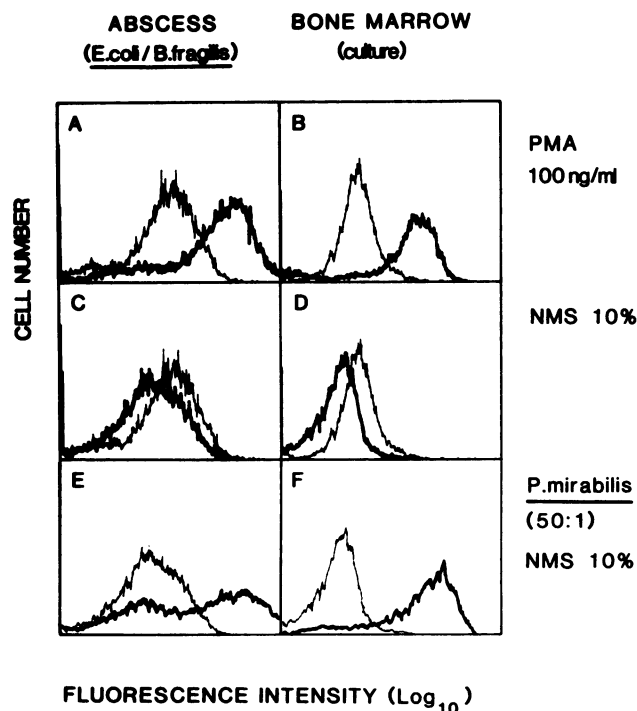 ABSCESS
(E.coli/B.fragilis)
BONE MARROW
(culture)
CELL NUMBER
A
B
PMA
100 ng/ml
C
D
NMS 10%
E
F
P.mirabilis
(50:1)
NMS 10%
FLUORESCENCE INTENSITY (Log10)